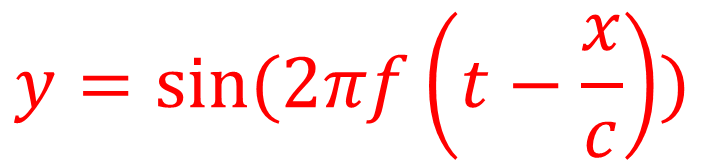 y = sin(2πf(t − x/c))